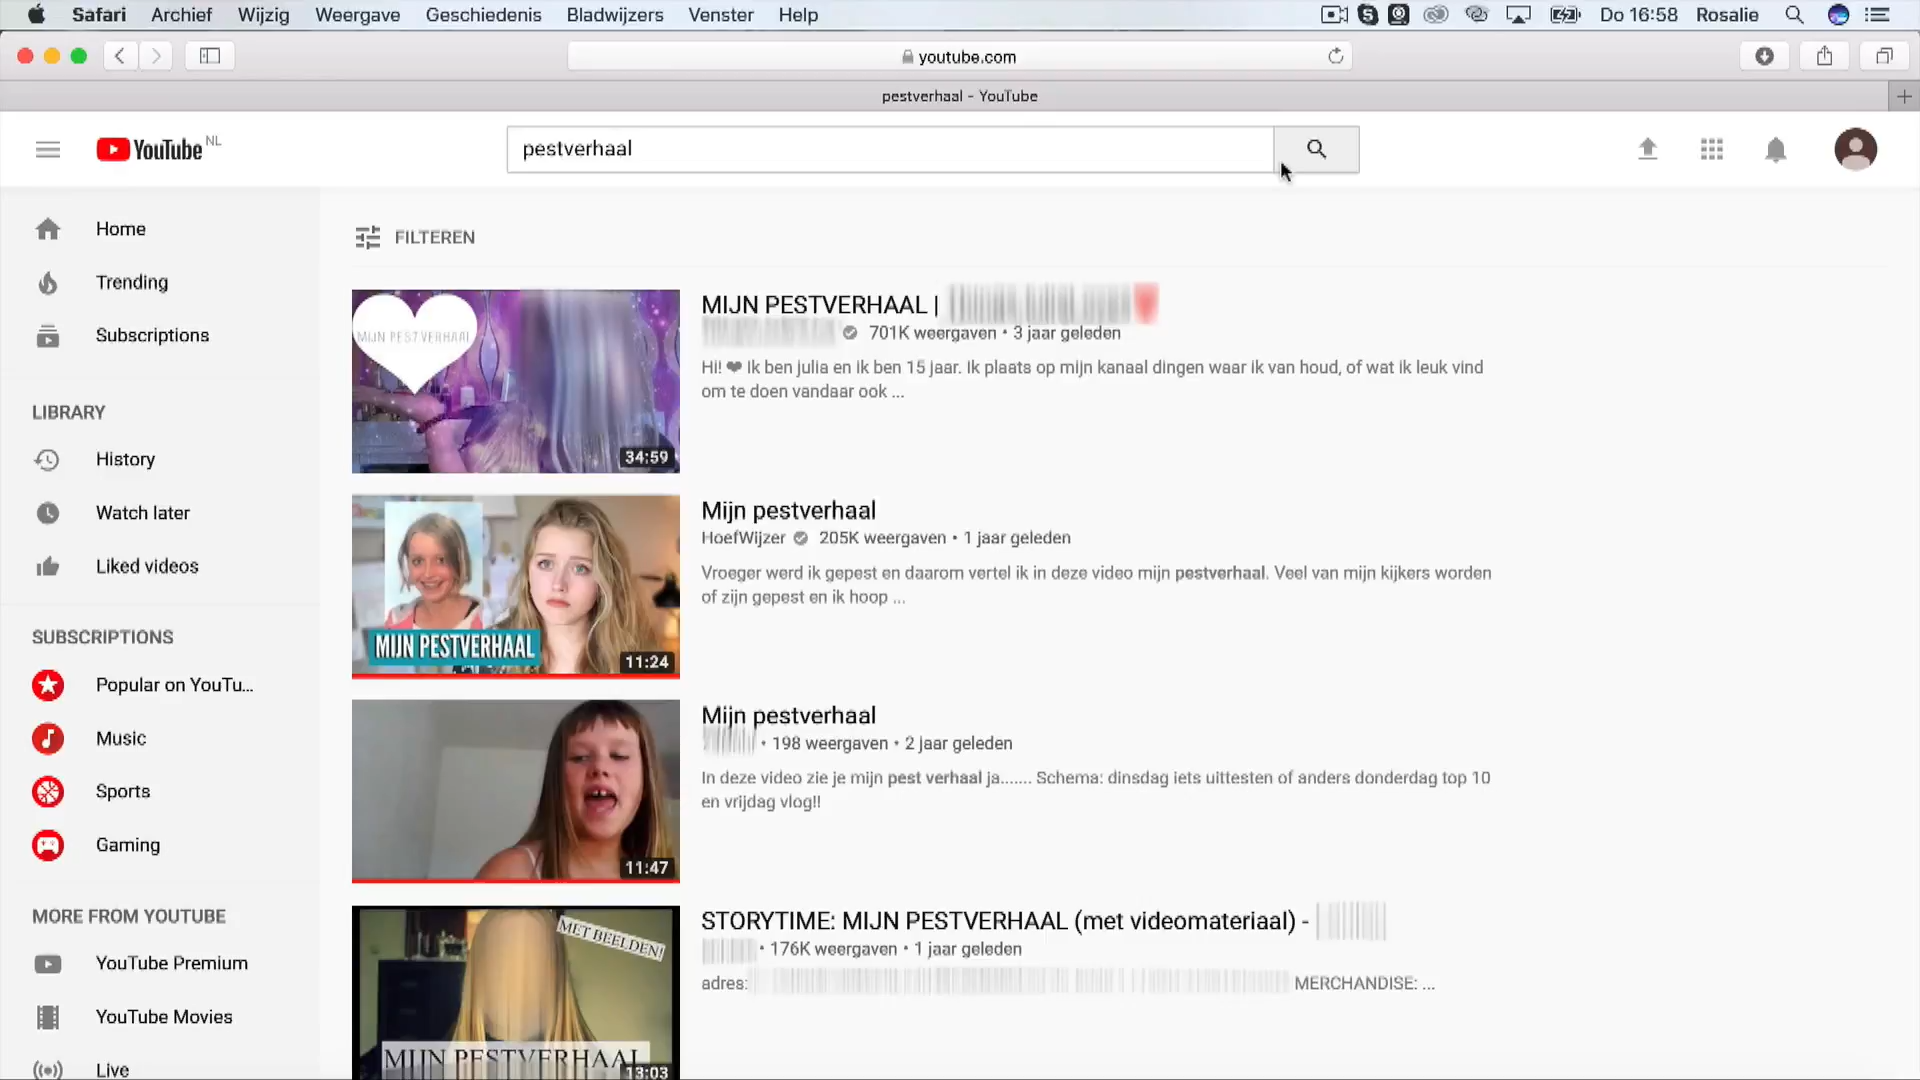 Safari Archief Wijzig Weergave Geschiedenis Bladwijzers Venster Help Do 16:58 Rosalie
youtube.com
pestverhaal - YouTube
YouTube NL
pestverhaal
Home
Trending
Subscriptions
LIBRARY
History
Watch later
Liked videos
SUBSCRIPTIONS
Popular on YouTu...
Music
Sports
Gaming
MORE FROM YOUTUBE
YouTube Premium
YouTube Movies
Live
FILTEREN
MIJN PESTVERHAAL
34:59
MIJN PESTVERHAAL |
701K weergaven • 3 jaar geleden
Hi! ❤ Ik ben julia en ik ben 15 jaar. Ik plaats op mijn kanaal dingen waar ik van houd, of wat ik leuk vind
om te doen vandaar ook ...
MIJN PESTVERHAAL
11:24
Mijn pestverhaal
HoefWijzer 205K weergaven • 1 jaar geleden
Vroeger werd ik gepest en daarom vertel ik in deze video mijn pestverhaal. Veel van mijn kijkers worden
of zijn gepest en ik hoop ...
11:47
Mijn pestverhaal
• 198 weergaven • 2 jaar geleden
In deze video zie je mijn pest verhaal ja....... Schema: dinsdag iets uittesten of anders donderdag top 10
en vrijdag vlog!!
MET BEELDEN!
MIJN PESTVERHAAL
13:03
STORYTIME: MIJN PESTVERHAAL (met videomateriaal) -
• 176K weergaven • 1 jaar geleden
adres: MERCHANDISE: ...